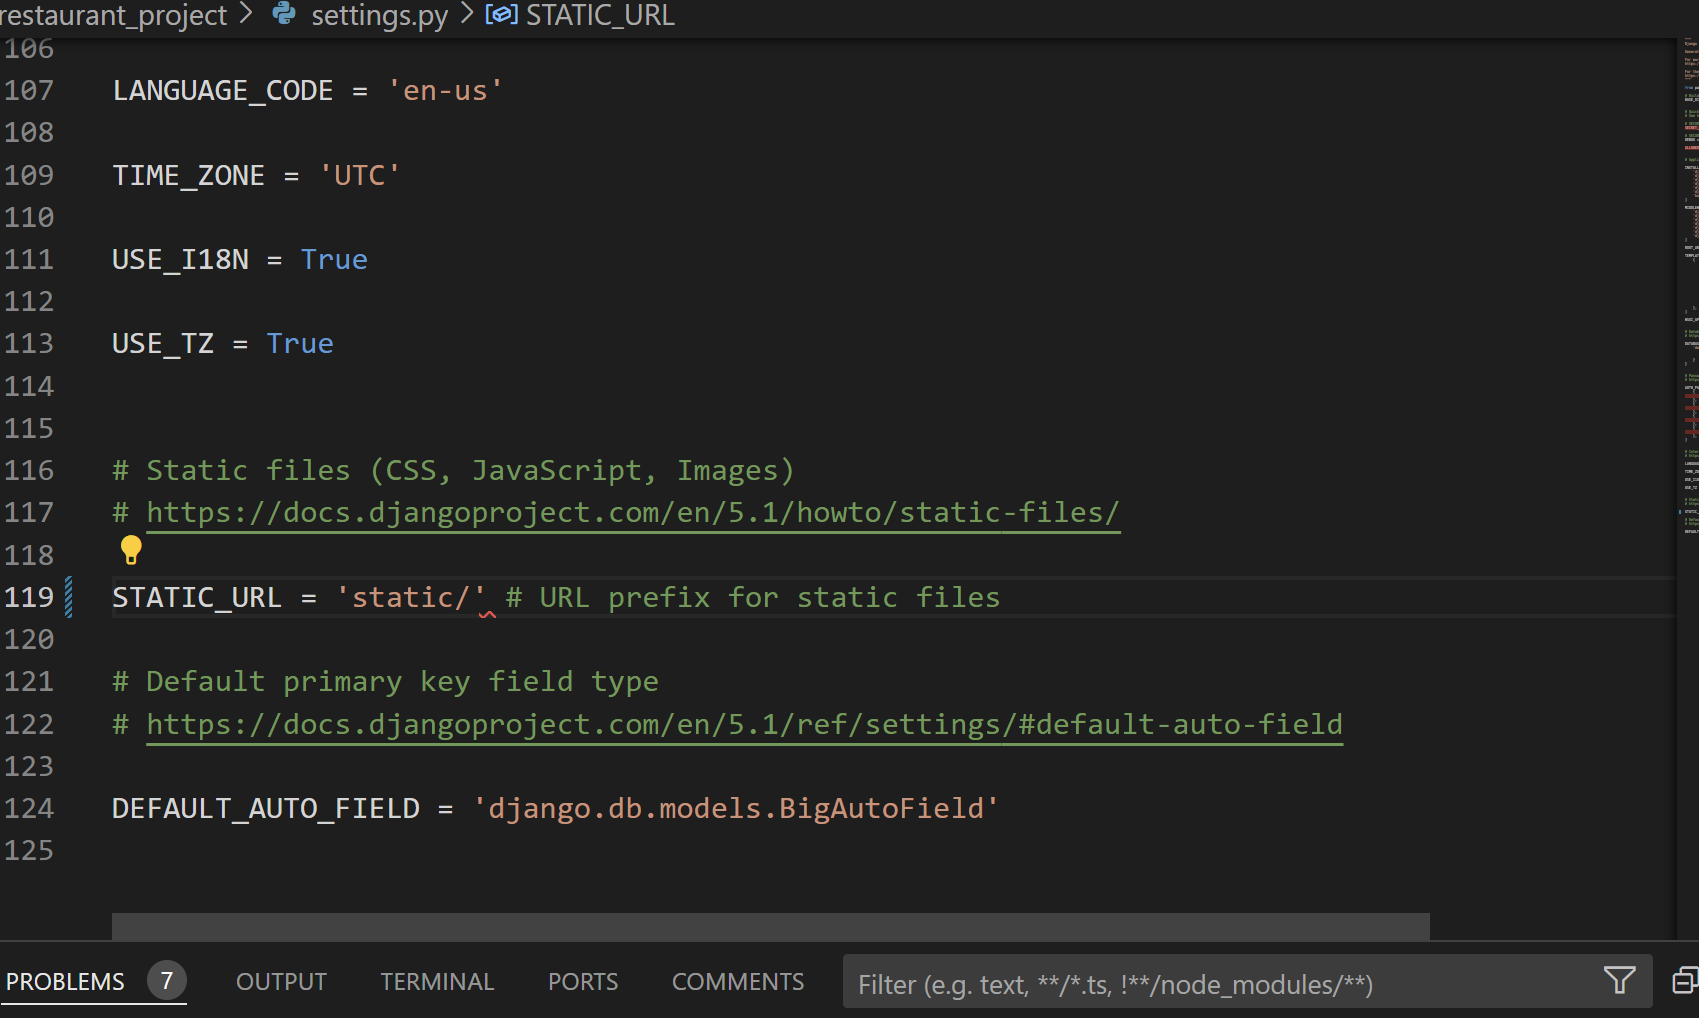 restaurant_project > settings.py > STATIC_URL
106
107 LANGUAGE_CODE = 'en-us'
108
109 TIME_ZONE = 'UTC'
110
111 USE_I18N = True
112
113 USE_TZ = True
114
115
116 # Static files (CSS, JavaScript, Images)
117 # https://docs.djangoproject.com/en/5.1/howto/static-files/
118
119 STATIC_URL = 'static/' # URL prefix for static files
120
121 # Default primary key field type
122 # https://docs.djangoproject.com/en/5.1/ref/settings/#default-auto-field
123
124 DEFAULT_AUTO_FIELD = 'django.db.models.BigAutoField'
125
PROBLEMS 7 OUTPUT TERMINAL PORTS COMMENTS Filter (e.g. text, **/*.ts, !**/node_modules/**)